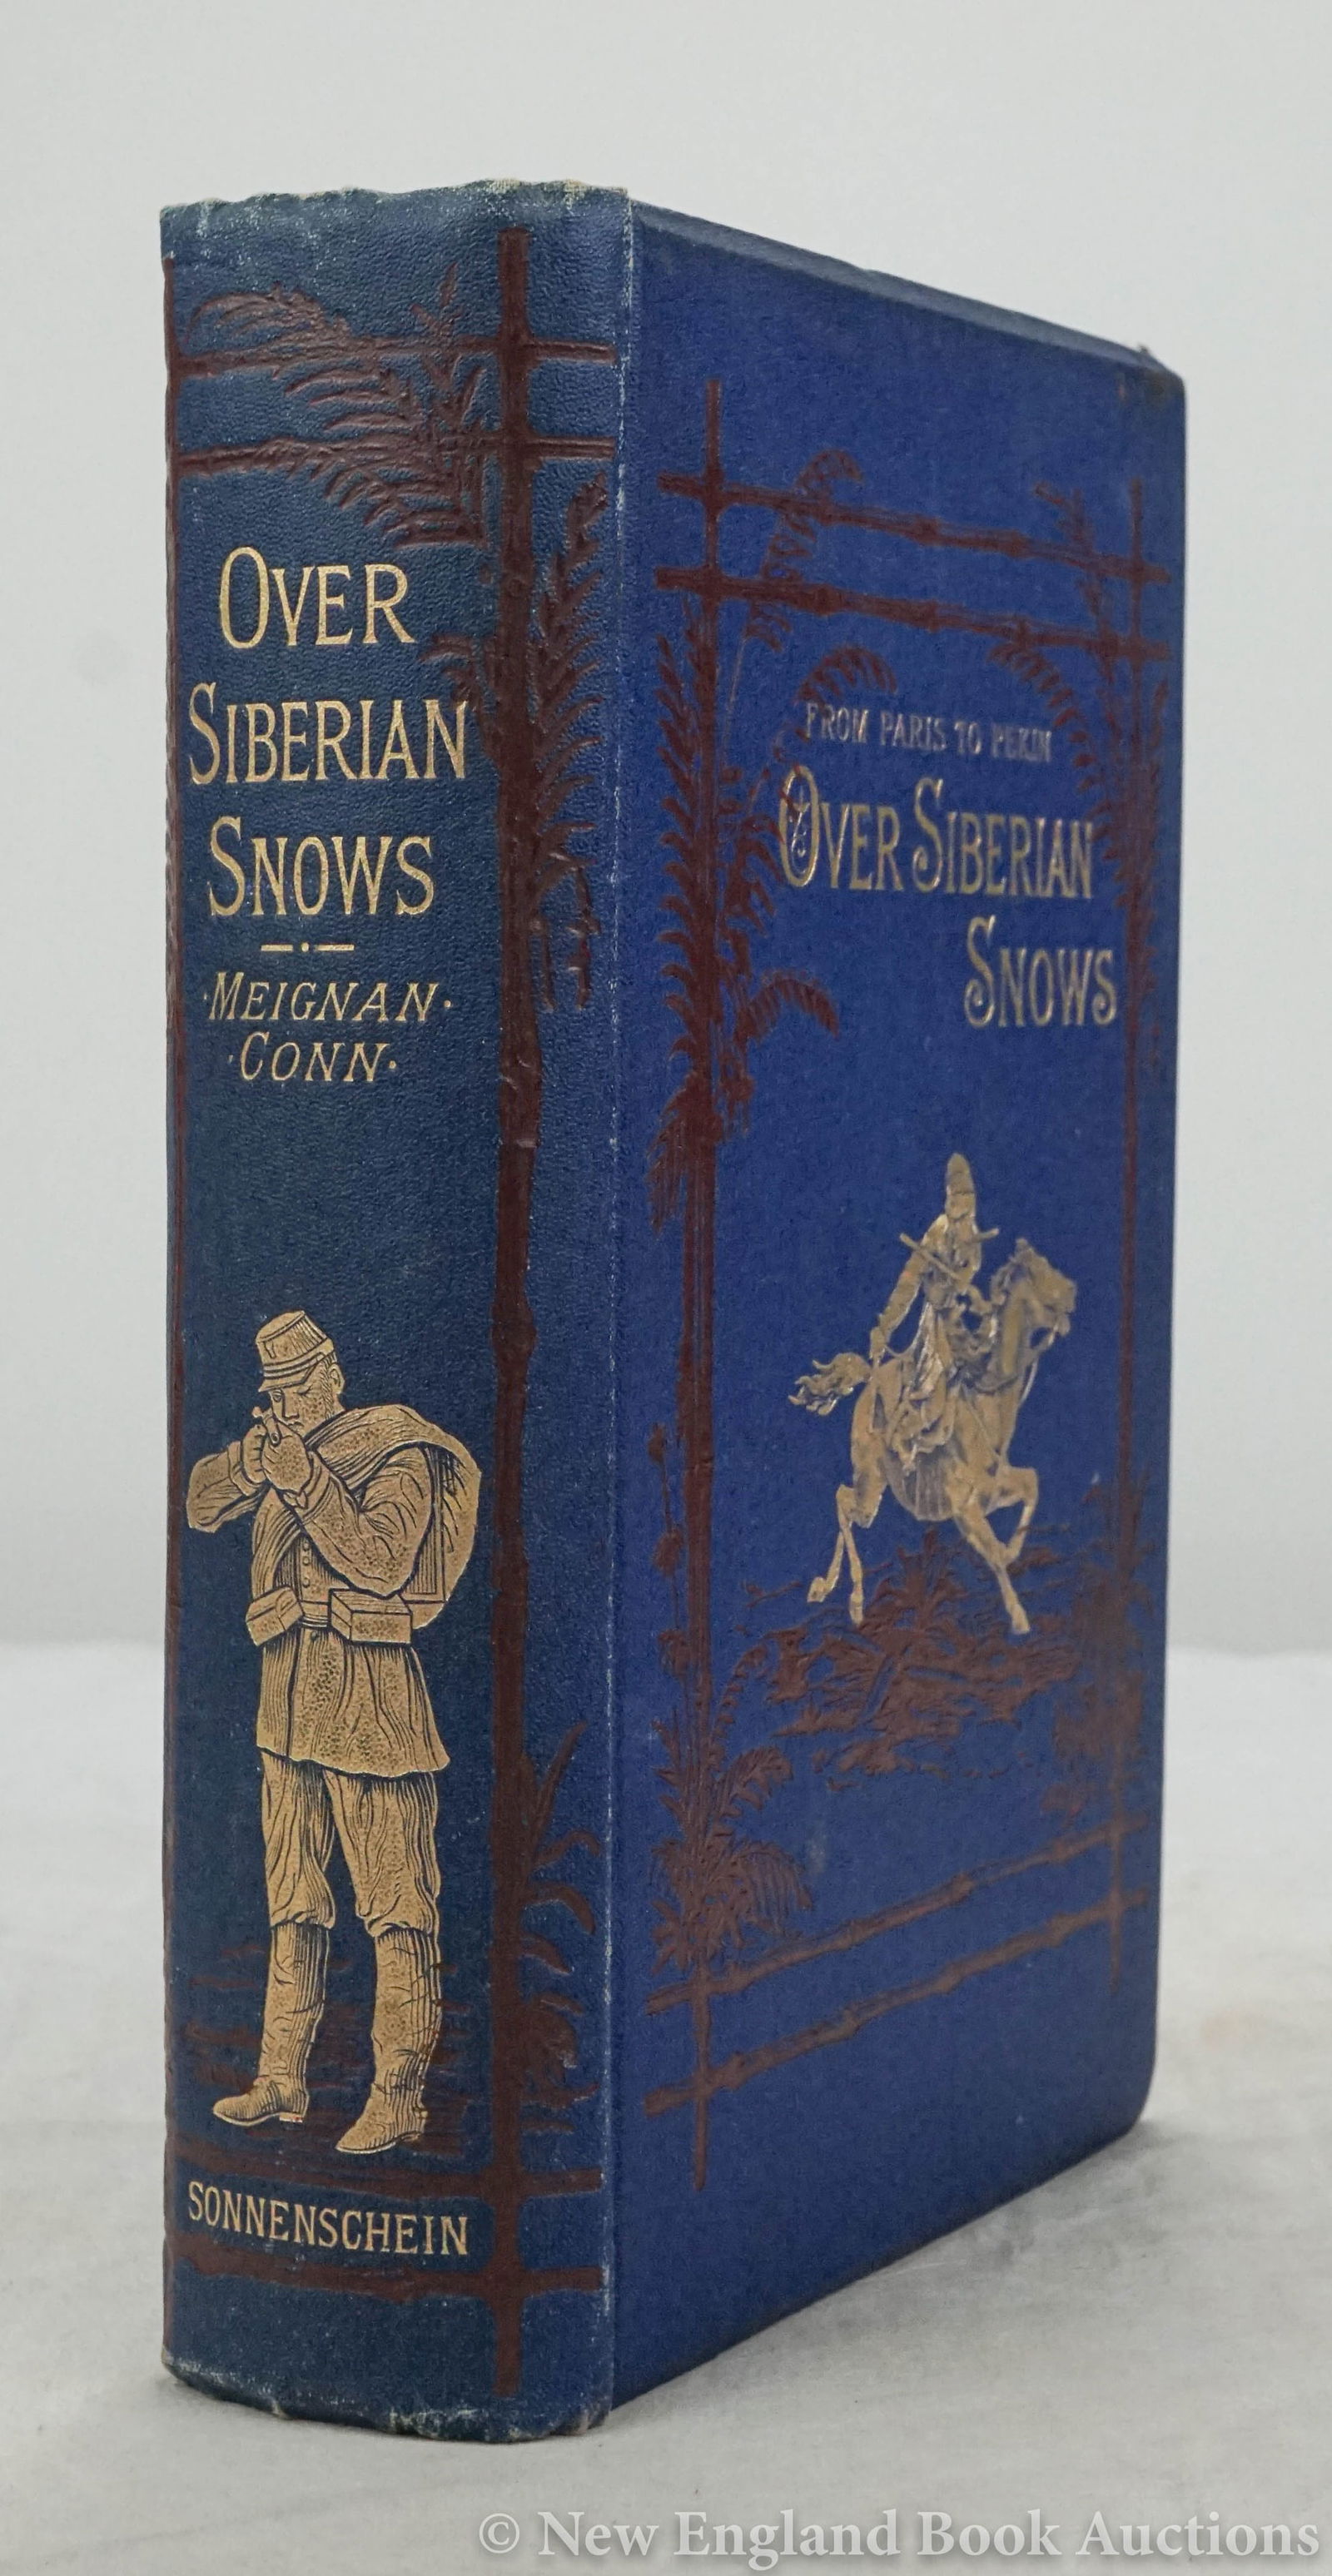 OVER
SIBERIAN
SNOWS
·MEIGNAN·
·CONN·
SONNENSCHEIN
FROM PARIS TO PEKIN
OVER SIBERIAN
SNOWS
© New England Book Auctions